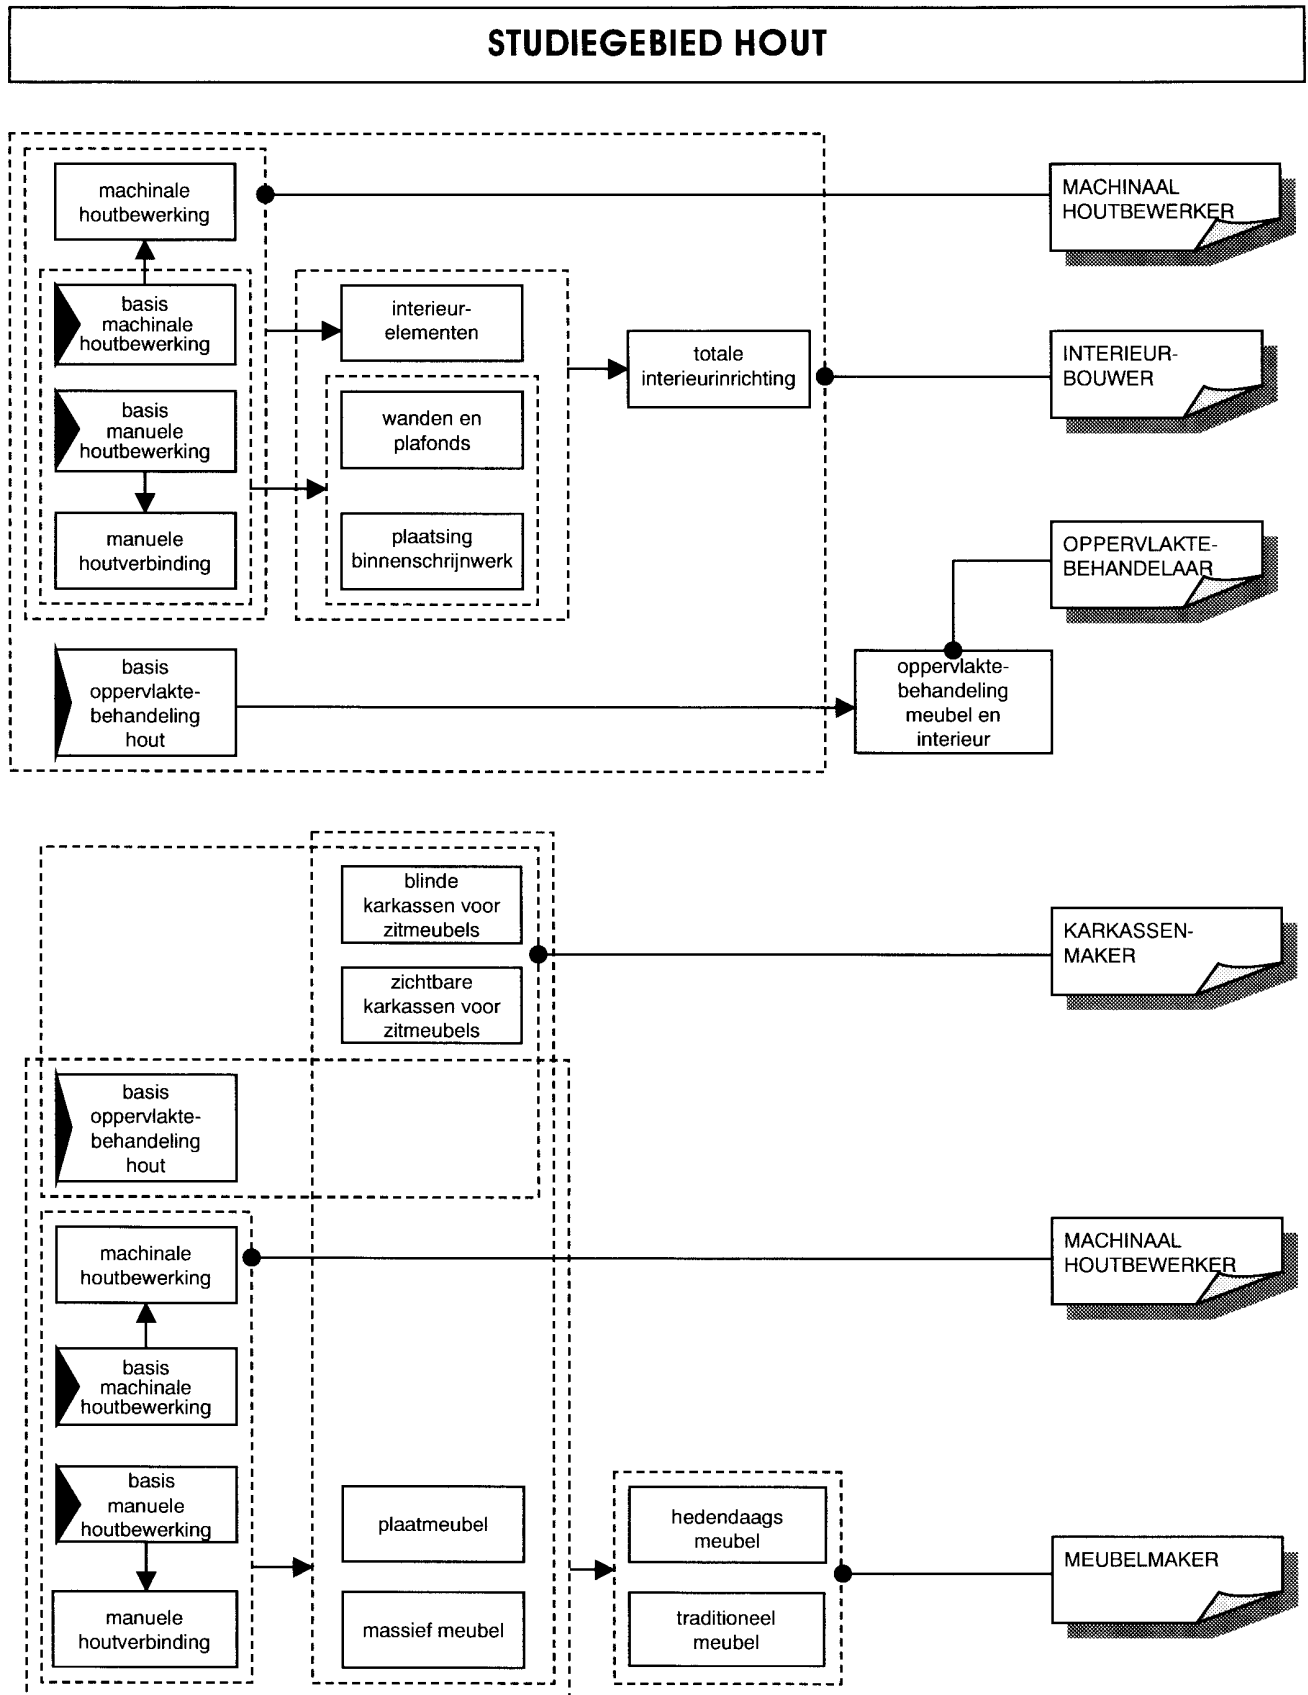 STUDIEGEBIED HOUT
machinale
houtbewerking
MACHINAAL
HOUTBEWERKER
basis
machinale
houtbewerking
interieur-
elementen
totale
interieurinrichting
INTERIEUR-
BOUWER
basis
manuele
houtbewerking
wanden en
plafonds
manuele
houtverbinding
plaatsing
binnenschrijnwerk
OPPERVLAKTE-
BEHANDELAAR
basis
oppervlakte-
behandeling
hout
oppervlakte-
behandeling
meubel en
interieur
blinde
karkassen voor
zitmeubels
zichtbare
karkassen voor
zitmeubels
KARKASSEN-
MAKER
basis
oppervlakte-
behandeling
hout
machinale
houtbewerking
MACHINAAL
HOUTBEWERKER
basis
machinale
houtbewerking
basis
manuele
houtbewerking
plaatmeubel
hedendaags
meubel
MEUBELMAKER
manuele
houtverbinding
massief meubel
traditioneel
meubel